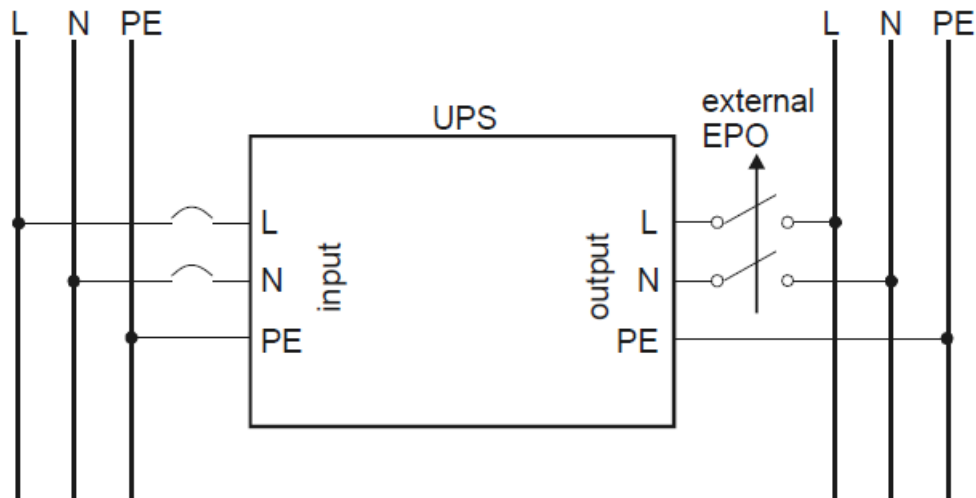 L N PE
L N PE
UPS
external
EPO
L
N
PE
input
output
L
N
PE